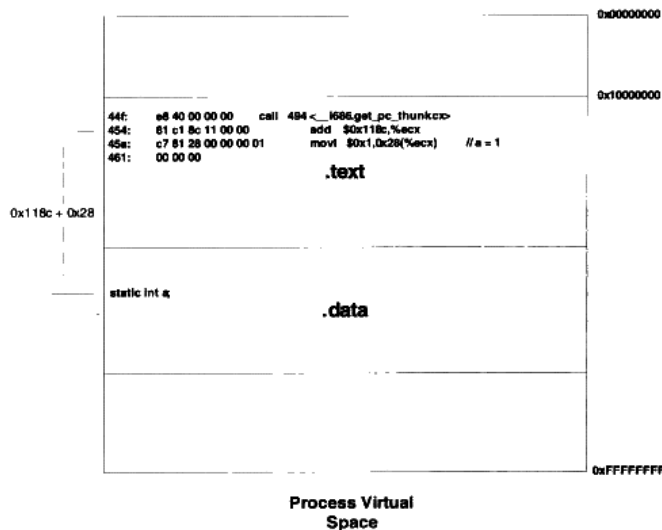 0x00000000
0x10000000
44f: e8 40 00 00 00 call 494 <__i686.get_pc_thunk.cx>
454: 81 c1 8c 11 00 00 add $0x118c,%ecx
45a: c7 81 28 00 00 00 01 movl $0x1,0x28(%ecx) // a = 1
461: 00 00 00
.text
0x118c + 0x28
static int a;
.data
0xFFFFFFFF
Process Virtual
Space